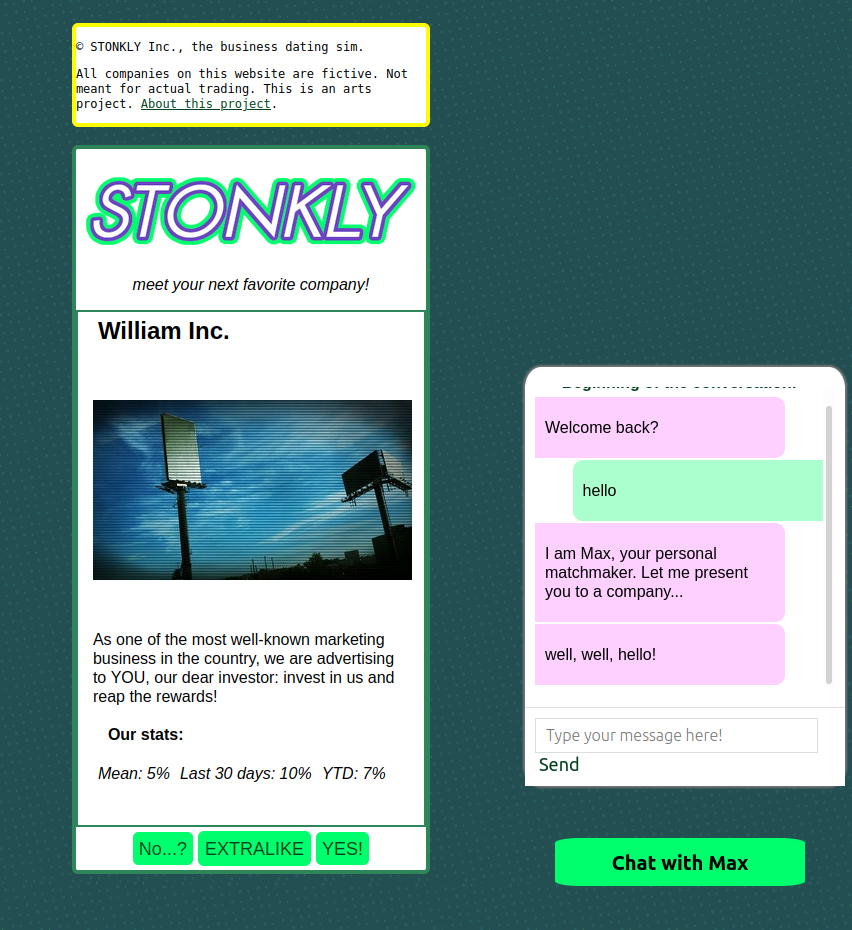 © STONKLY Inc., the business dating sim.
All companies on this website are fictive. Not
meant for actual trading. This is an arts
project. About this project.
STONKLY
meet your next favorite company!
William Inc.
As one of the most well-known marketing
business in the country, we are advertising
to YOU, our dear investor: invest in us and
reap the rewards!
Our stats:
Mean: 5% Last 30 days: 10% YTD: 7%
No...? EXTRALIKE YES!
Beginning of the conversation.
Welcome back?
hello
I am Max, your personal
matchmaker. Let me present
you to a company...
well, well, hello!
Type your message here!
Send
Chat with Max